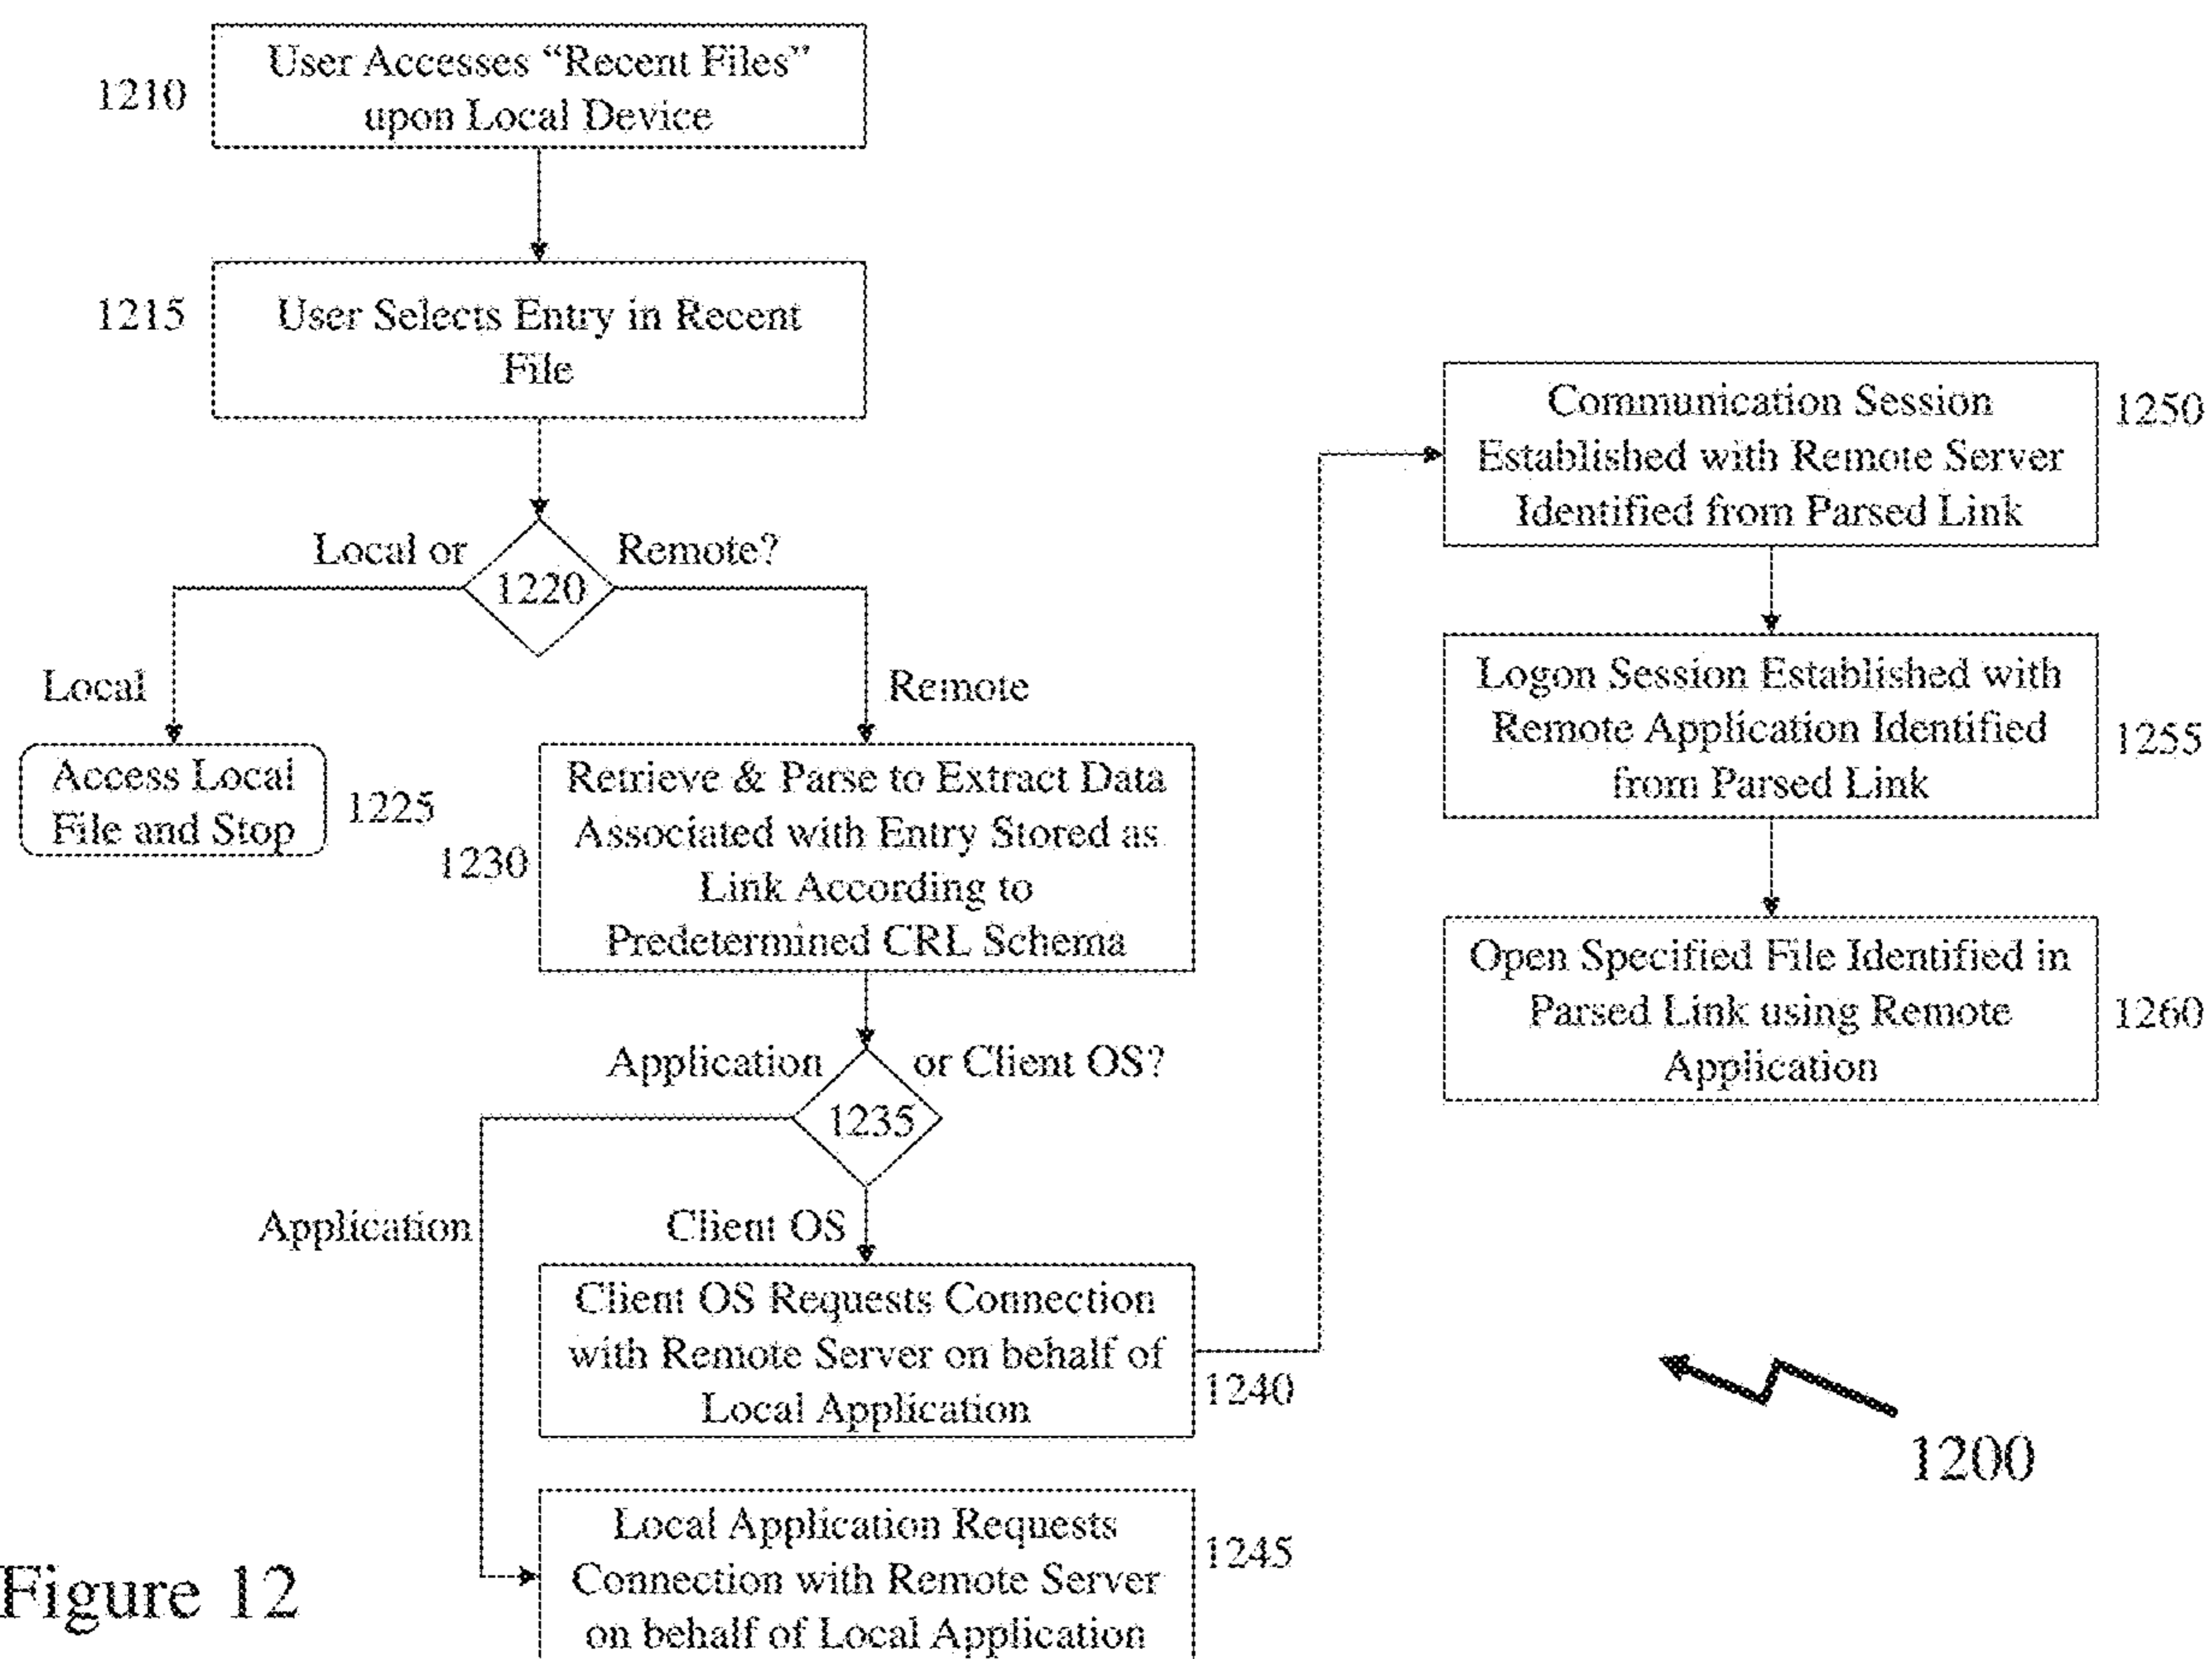 1210
User Accesses “Recent Files”
upon Local Device
1215
User Selects Entry in Recent
File
Local or
Remote?
1220
Local
Remote
Access Local
File and Stop
1225
1230
Retrieve & Parse to Extract Data
Associated with Entry Stored as
Link According to
Predetermined CRL Schema
Application
or Client OS?
1235
Application
Client OS
Client OS Requests Connection
with Remote Server on behalf of
Local Application
1240
Local Application Requests
Connection with Remote Server
on behalf of Local Application
1245
Communication Session
Established with Remote Server
Identified from Parsed Link
1250
Logon Session Established with
Remote Application Identified
from Parsed Link
1255
Open Specified File Identified in
Parsed Link using Remote
Application
1260
1200
Figure 12